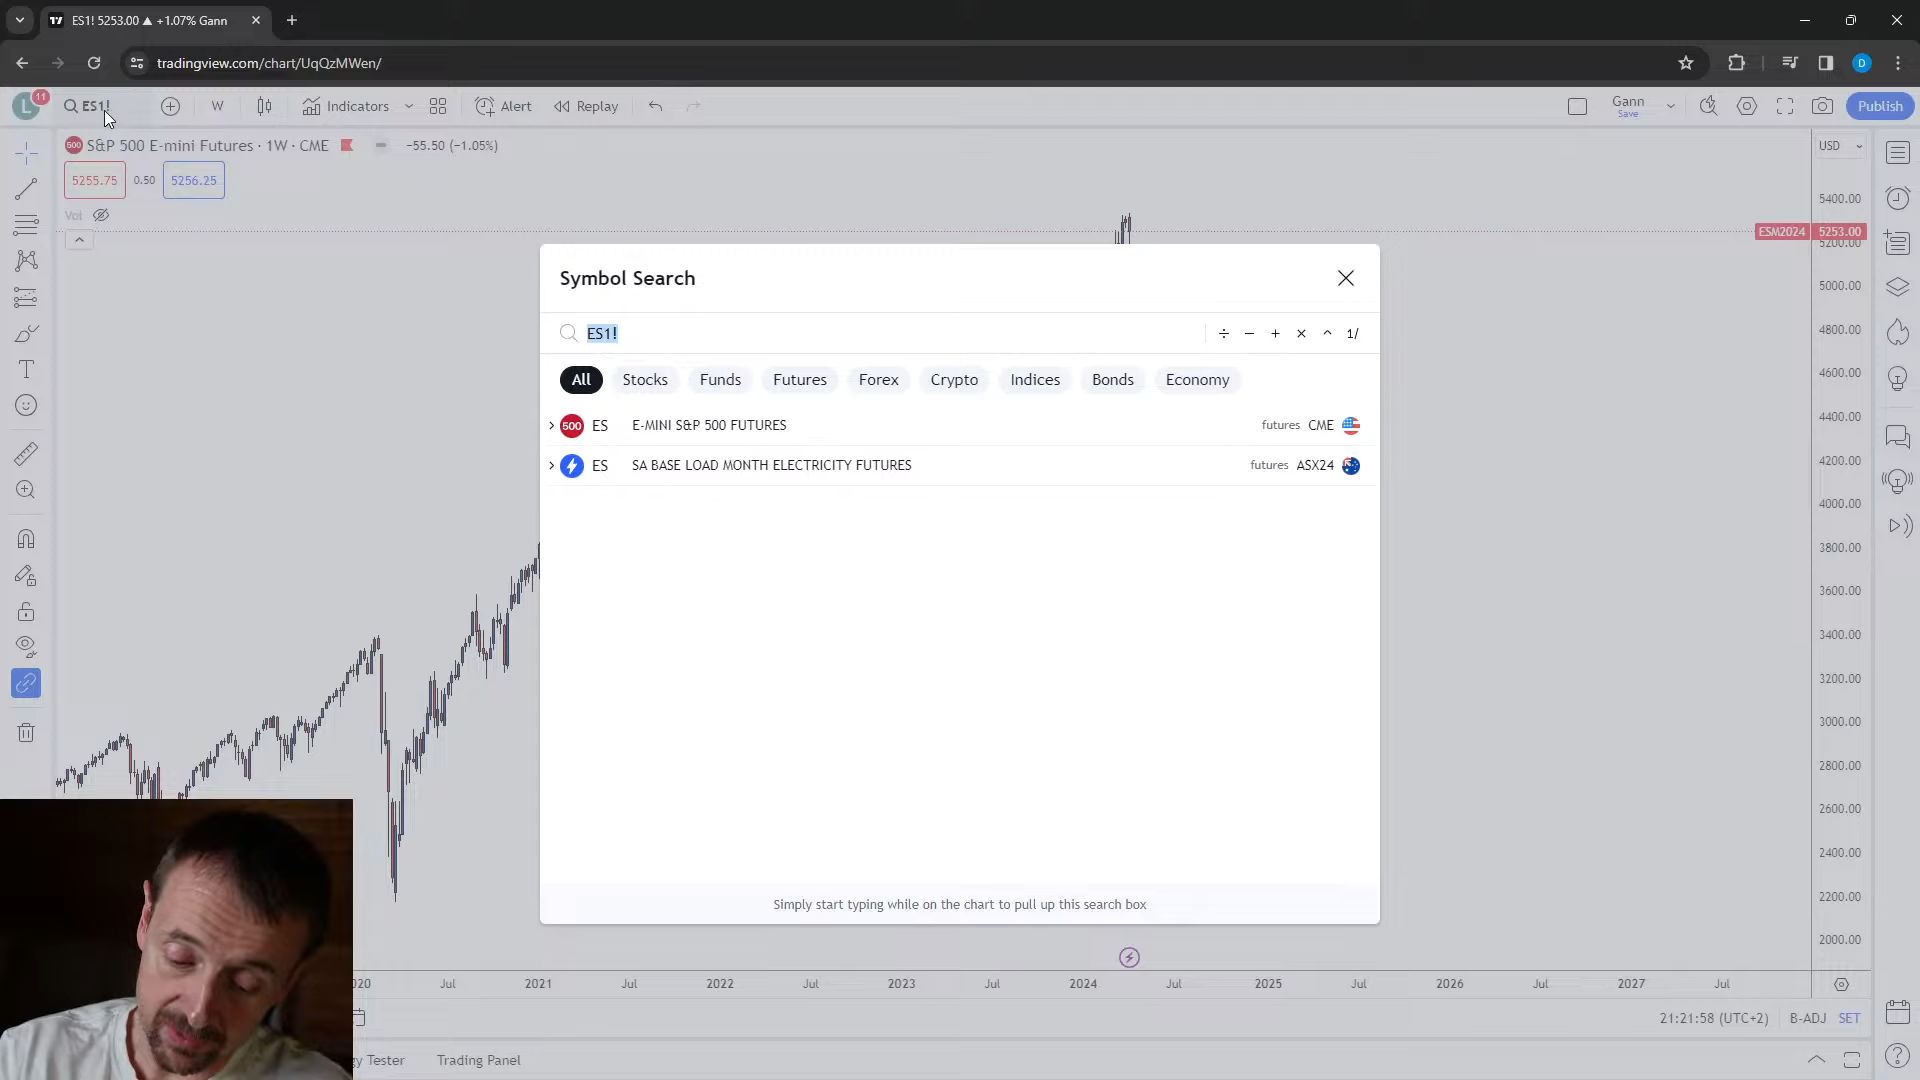 ES1! 5253.00 ▲ +1.07% Gann
tradingview.com/chart/UqQzMWen/
D
L
11
ES1!
W
Indicators
Alert
Replay
Gann
Save
Publish
500
S&P 500 E-mini Futures · 1W · CME
−55.50 (−1.05%)
5255.75
0.50
5256.25
Vol
USD
5400.00
ESM2024
5253.00
5200.00
5000.00
4800.00
4600.00
4400.00
4200.00
4000.00
3800.00
3600.00
3400.00
3200.00
3000.00
2800.00
2600.00
2400.00
2200.00
2000.00
Symbol Search
ES1!
÷ − + × ^ 1/
All
Stocks
Funds
Futures
Forex
Crypto
Indices
Bonds
Economy
500
ES
E-MINI S&P 500 FUTURES
futures
CME
ES
SA BASE LOAD MONTH ELECTRICITY FUTURES
futures
ASX24
Simply start typing while on the chart to pull up this search box
020
Jul
2021
Jul
2022
Jul
2023
Jul
2024
Jul
2025
Jul
2026
Jul
2027
Jul
21:21:58 (UTC+2)
B-ADJ
SET
gy Tester
Trading Panel